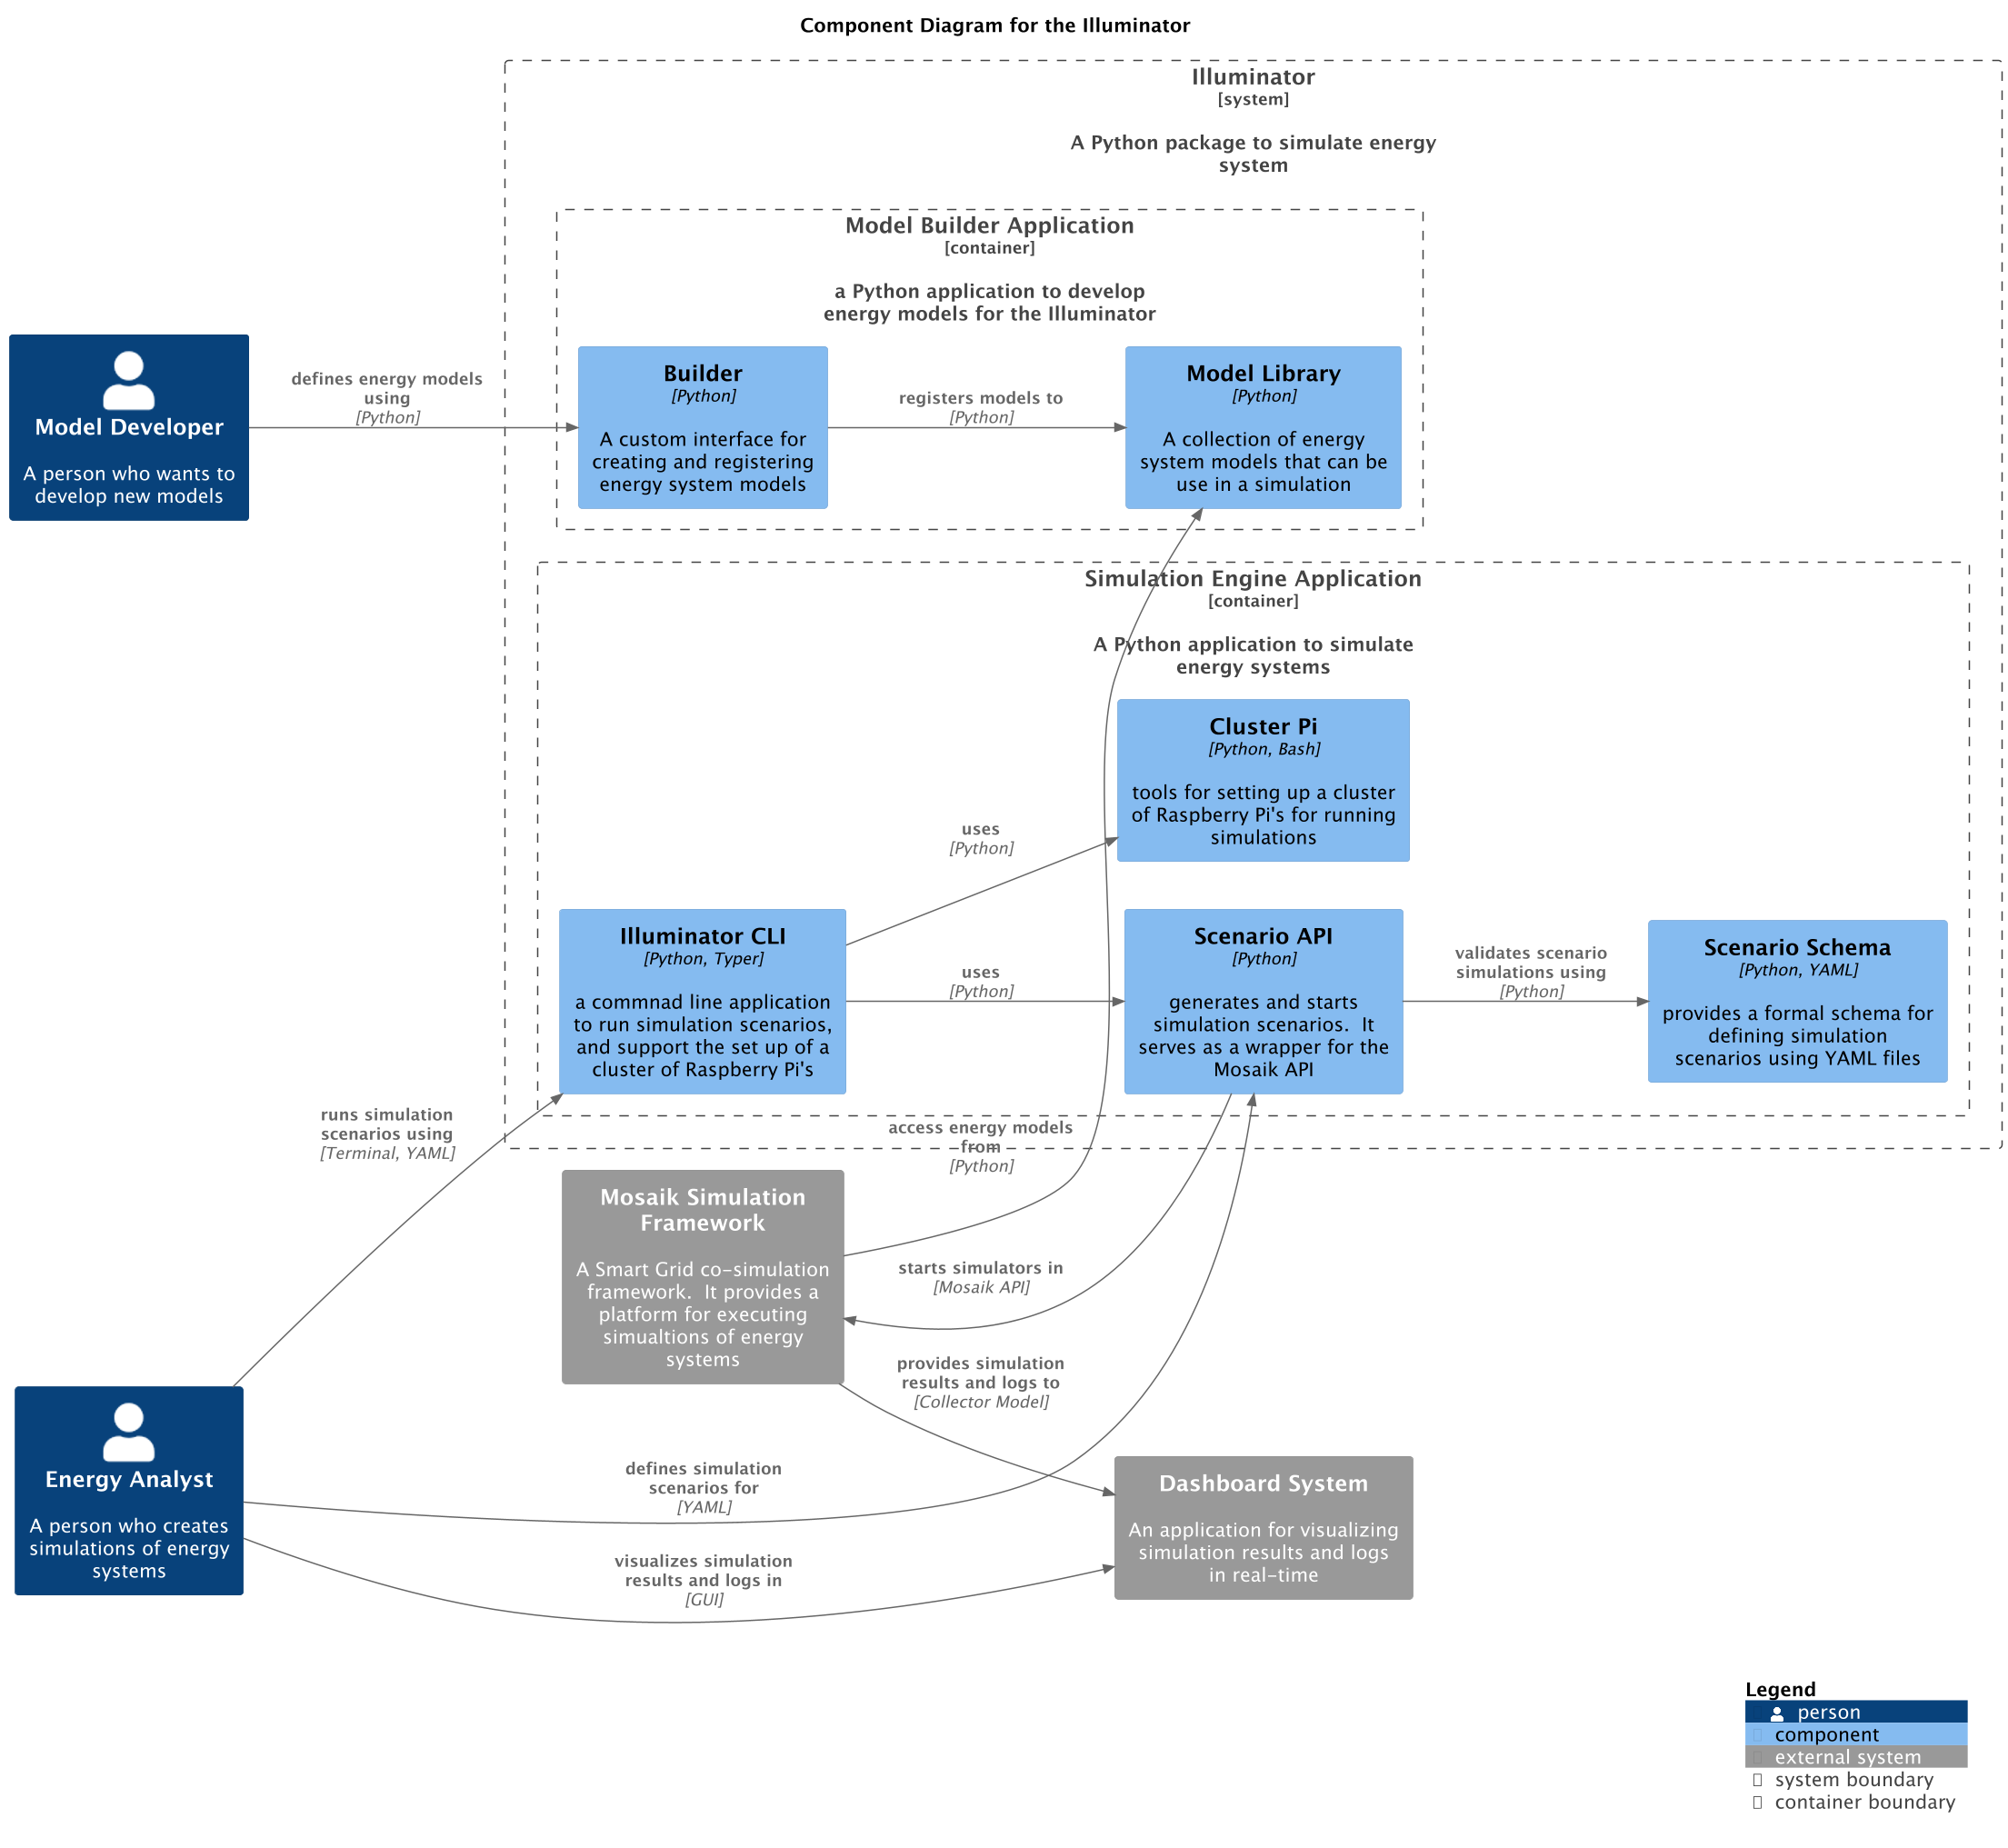 Component Diagram for the Illuminator
Illuminator
[system]
A Python package to simulate energy
system
Model Builder Application
[container]
a Python application to develop
energy models for the Illuminator
Model Developer
A person who wants to
develop new models
defines energy models
using
[Python]
Builder
[Python]
A custom interface for
creating and registering
energy system models
registers models to
[Python]
Model Library
[Python]
A collection of energy
system models that can be
use in a simulation
Simulation Engine Application
[container]
A Python application to simulate
energy systems
Cluster Pi
[Python, Bash]
tools for setting up a cluster
of Raspberry Pi's for running
simulations
uses
[Python]
Illuminator CLI
[Python, Typer]
a commnad line application
to run simulation scenarios,
and support the set up of a
cluster of Raspberry Pi's
uses
[Python]
Scenario API
[Python]
generates and starts
simulation scenarios.  It
serves as a wrapper for the
Mosaik API
validates scenario
simulations using
[Python]
Scenario Schema
[Python, YAML]
provides a formal schema for
defining simulation
scenarios using YAML files
runs simulation
scenarios using
[Terminal, YAML]
access energy models
from
[Python]
Mosaik Simulation
Framework
A Smart Grid co-simulation
framework.  It provides a
platform for executing
simualtions of energy
systems
starts simulators in
[Mosaik API]
provides simulation
results and logs to
[Collector Model]
Energy Analyst
A person who creates
simulations of energy
systems
defines simulation
scenarios for
[YAML]
visualizes simulation
results and logs in
[GUI]
Dashboard System
An application for visualizing
simulation results and logs
in real-time
Legend
person
component
external system
system boundary
container boundary